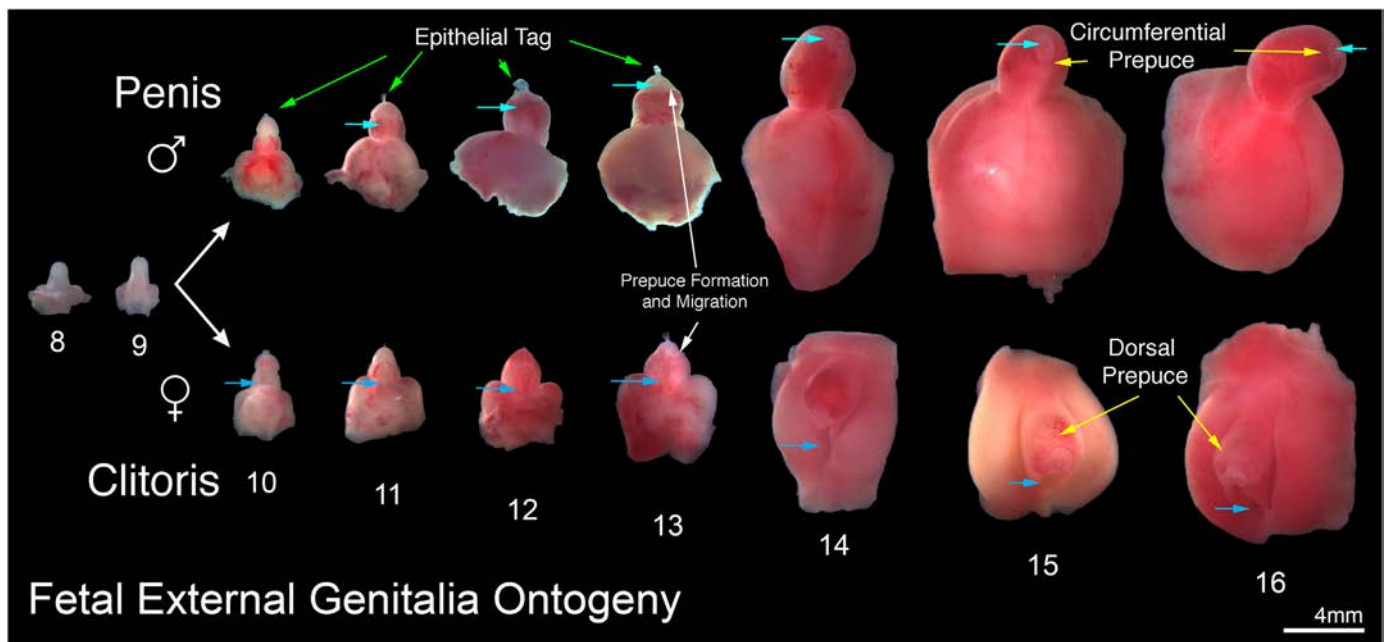 Epithelial Tag
Penis
♂
Circumferential
Prepuce
Prepuce Formation
and Migration
8
9
♀
Clitoris
10
11
12
13
14
15
16
Dorsal
Prepuce
Fetal External Genitalia Ontogeny
4mm